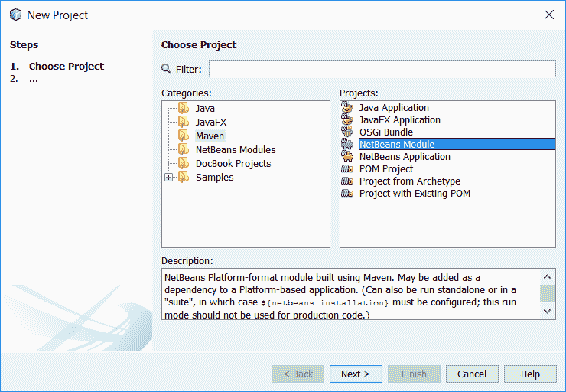 New Project
Steps
1. Choose Project
2. ...
Choose Project
Filter:
Categories:
Java
JavaFX
Maven
NetBeans Modules
DocBook Projects
Samples
Projects:
Java Application
JavaFX Application
OSGi Bundle
NetBeans Module
NetBeans Application
POM Project
Project from Archetype
Project with Existing POM
Description:
NetBeans Platform-format module built using Maven. May be added as a
dependency to a Platform-based application. (Can also be run standalone or in a
"suite", in which case ${netbeans.installation} must be configured; this run
mode should not be used for production code.)
< Back
Next >
Finish
Cancel
Help